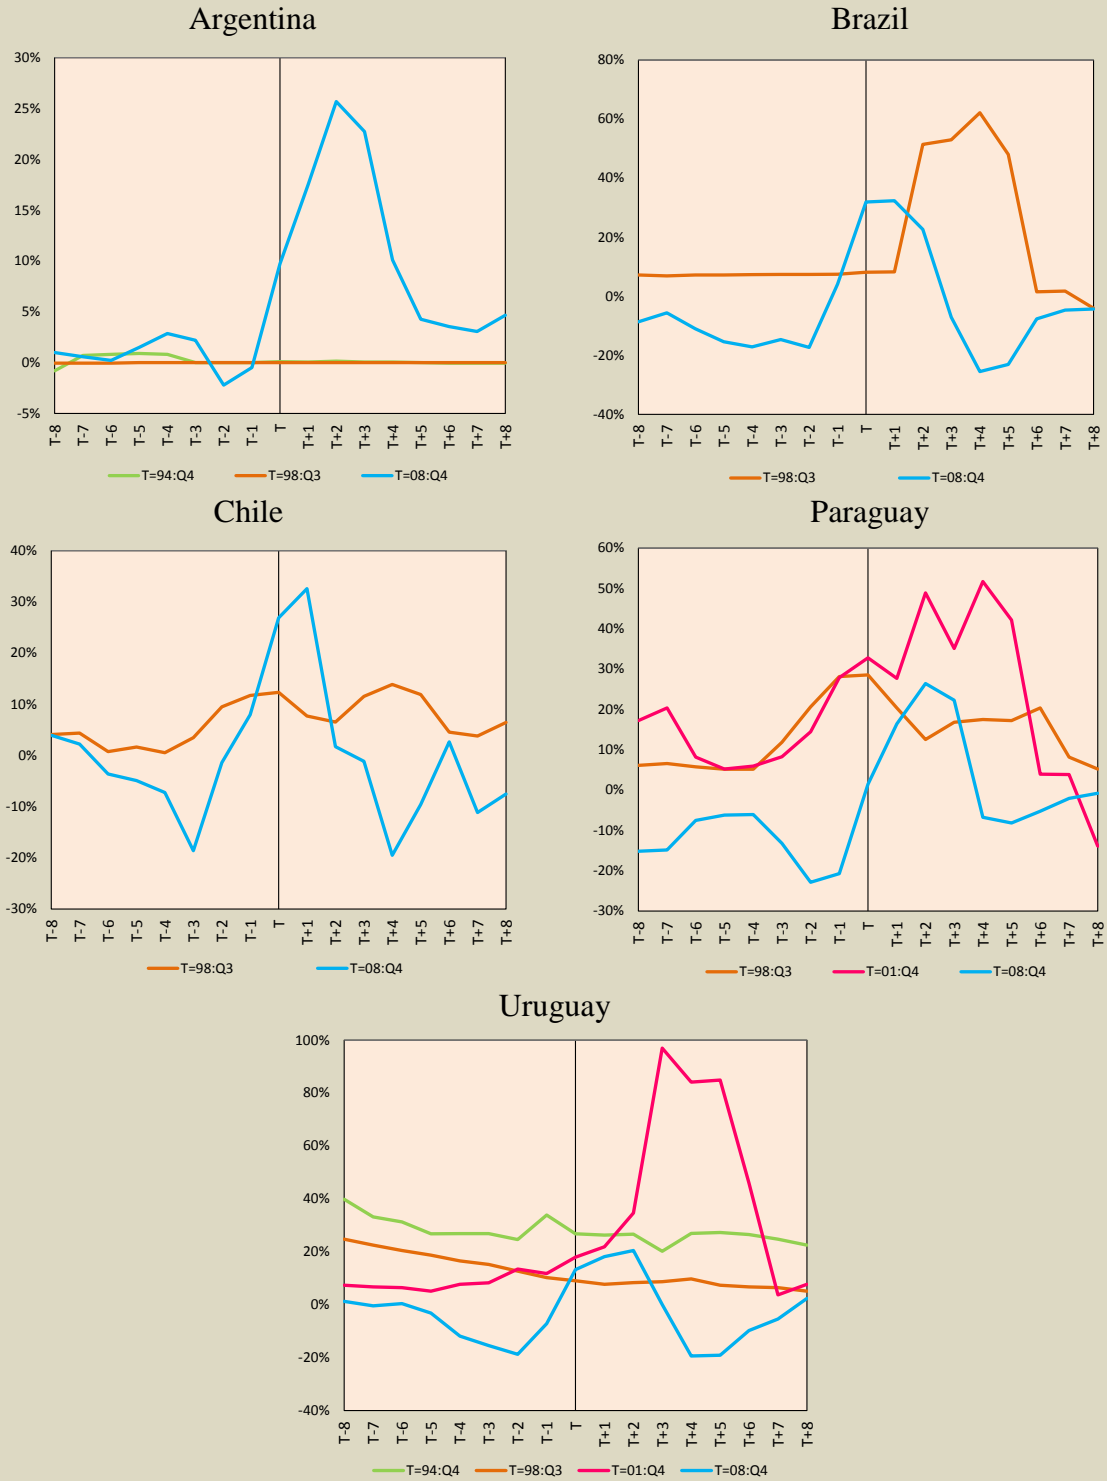 Argentina
30%
25%
20%
15%
10%
5%
0%
-5%
T-8 T-7 T-6 T-5 T-4 T-3 T-2 T-1 T T+1 T+2 T+3 T+4 T+5 T+6 T+7 T+8
T=94:Q4 T=98:Q3 T=08:Q4
Brazil
80%
60%
40%
20%
0%
-20%
-40%
T-8 T-7 T-6 T-5 T-4 T-3 T-2 T-1 T T+1 T+2 T+3 T+4 T+5 T+6 T+7 T+8
T=98:Q3 T=08:Q4
Chile
40%
30%
20%
10%
0%
-10%
-20%
-30%
T-8 T-7 T-6 T-5 T-4 T-3 T-2 T-1 T T+1 T+2 T+3 T+4 T+5 T+6 T+7 T+8
T=98:Q3 T=08:Q4
Paraguay
60%
50%
40%
30%
20%
10%
0%
-10%
-20%
-30%
T-8 T-7 T-6 T-5 T-4 T-3 T-2 T-1 T T+1 T+2 T+3 T+4 T+5 T+6 T+7 T+8
T=98:Q3 T=01:Q4 T=08:Q4
Uruguay
100%
80%
60%
40%
20%
0%
-20%
-40%
T-8 T-7 T-6 T-5 T-4 T-3 T-2 T-1 T T+1 T+2 T+3 T+4 T+5 T+6 T+7 T+8
T=94:Q4 T=98:Q3 T=01:Q4 T=08:Q4